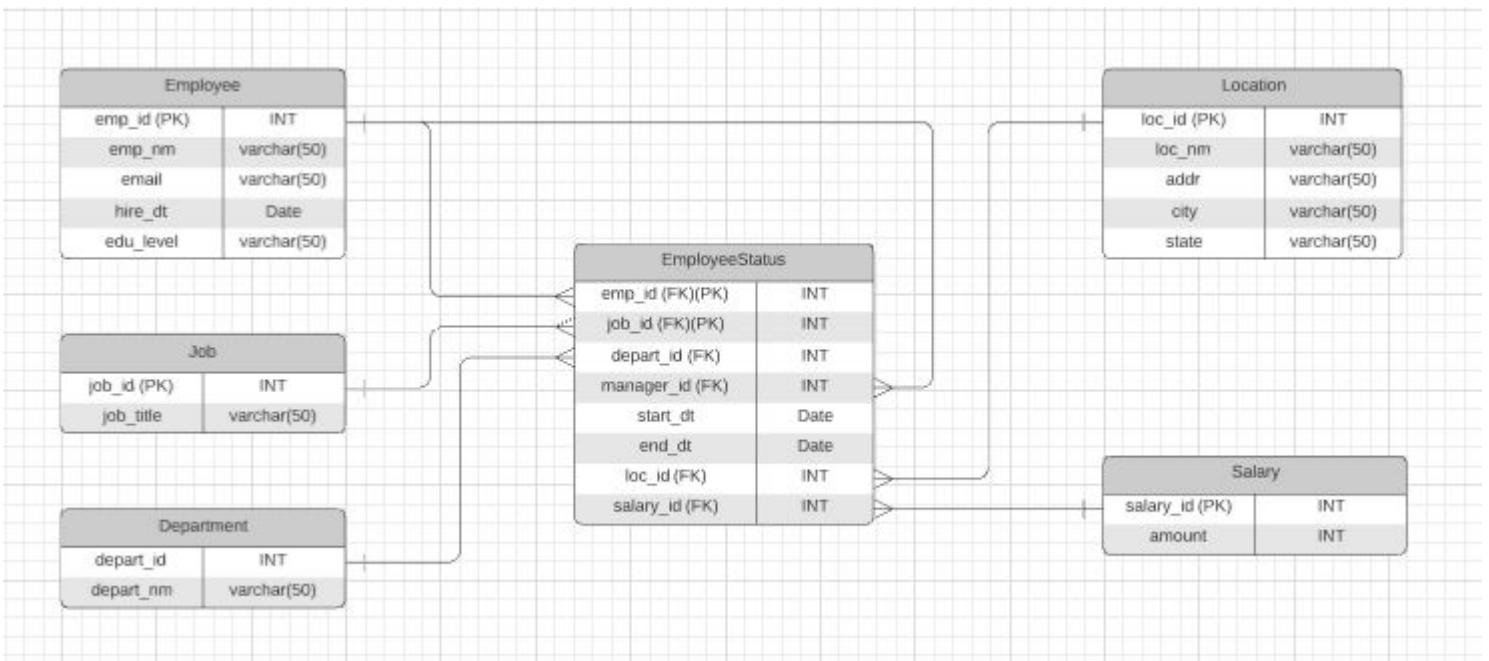 Employee
emp_id (PK) INT
emp_nm varchar(50)
email varchar(50)
hire_dt Date
edu_level varchar(50)
Location
loc_id (PK) INT
loc_nm varchar(50)
addr varchar(50)
city varchar(50)
state varchar(50)
EmployeeStatus
emp_id (FK)(PK) INT
job_id (FK)(PK) INT
depart_id (FK) INT
manager_id (FK) INT
start_dt Date
end_dt Date
loc_id (FK) INT
salary_id (FK) INT
Job
job_id (PK) INT
job_title varchar(50)
Salary
salary_id (PK) INT
amount INT
Department
depart_id INT
depart_nm varchar(50)